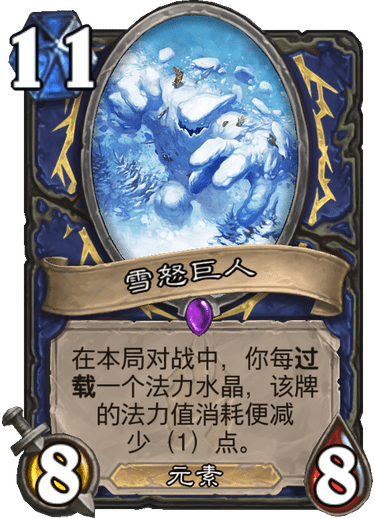 11
雪怒巨人
在本局对战中，你每过
载一个法力水晶，该牌
的法力值消耗便减
少（1）点。
8
元素
8